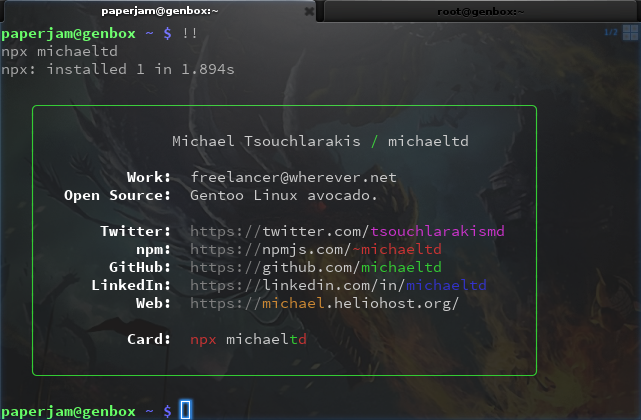 paperjam@genbox:~
root@genbox:~
paperjam@genbox ~ $ !!
1/2
npx michaeltd
npx: installed 1 in 1.894s
Michael Tsouchlarakis / michaeltd
Work: freelancer@wherever.net
Open Source: Gentoo Linux avocado.
Twitter: https://twitter.com/tsouchlarakismd
npm: https://npmjs.com/~michaeltd
GitHub: https://github.com/michaeltd
LinkedIn: https://linkedin.com/in/michaeltd
Web: https://michael.heliohost.org/
Card: npx michaeltd
paperjam@genbox ~ $